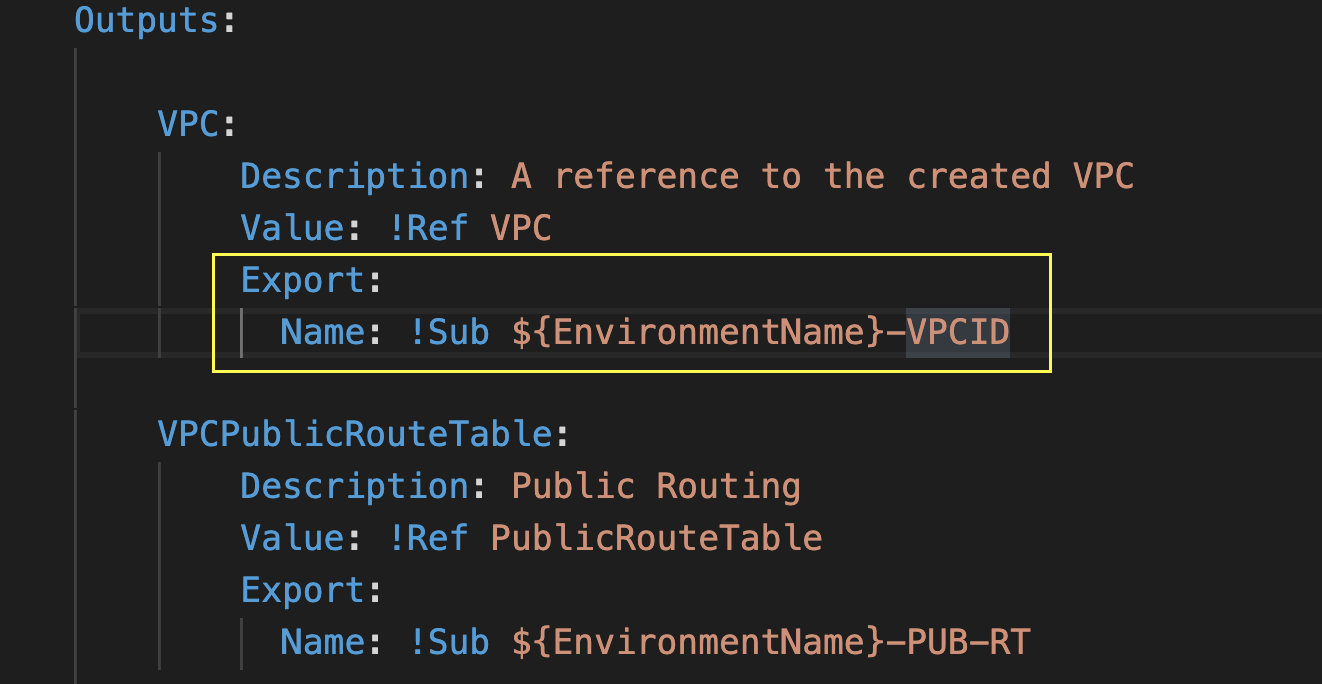 Outputs:
VPC:
Description: A reference to the created VPC
Value: !Ref VPC
Export:
Name: !Sub ${EnvironmentName}-VPCID
VPCPublicRouteTable:
Description: Public Routing
Value: !Ref PublicRouteTable
Export:
Name: !Sub ${EnvironmentName}-PUB-RT